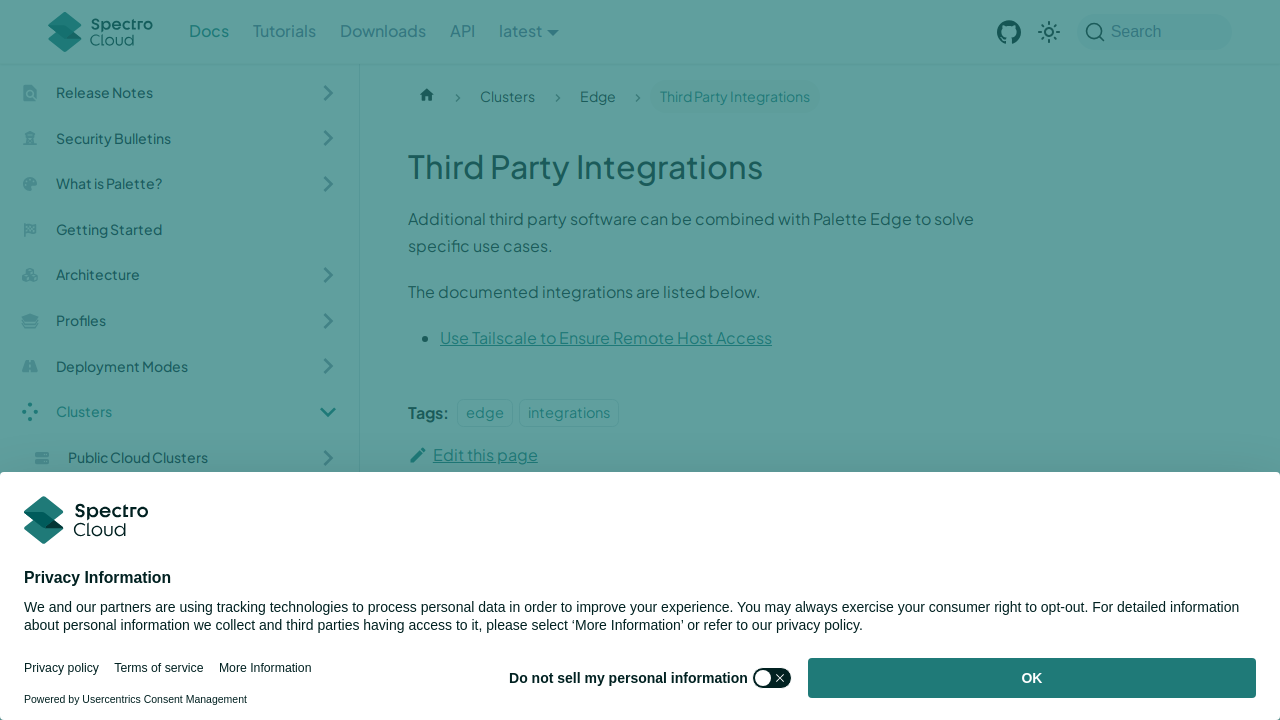 Spectro Cloud
Docs
Tutorials
Downloads
API
latest
Search
Release Notes
Security Bulletins
What is Palette?
Getting Started
Architecture
Profiles
Deployment Modes
Clusters
Public Cloud Clusters
Clusters
Edge
Third Party Integrations
Third Party Integrations
Additional third party software can be combined with Palette Edge to solve
specific use cases.
The documented integrations are listed below.
Use Tailscale to Ensure Remote Host Access
Tags: edge integrations
Edit this page
Spectro
Cloud
Privacy Information
We and our partners are using tracking technologies to process personal data in order to improve your experience. You may always exercise your consumer right to opt-out. For detailed information
about personal information we collect and third parties having access to it, please select ‘More Information’ or refer to our privacy policy.
Privacy policy
Terms of service
More Information
Powered by Usercentrics Consent Management
Do not sell my personal information
OK